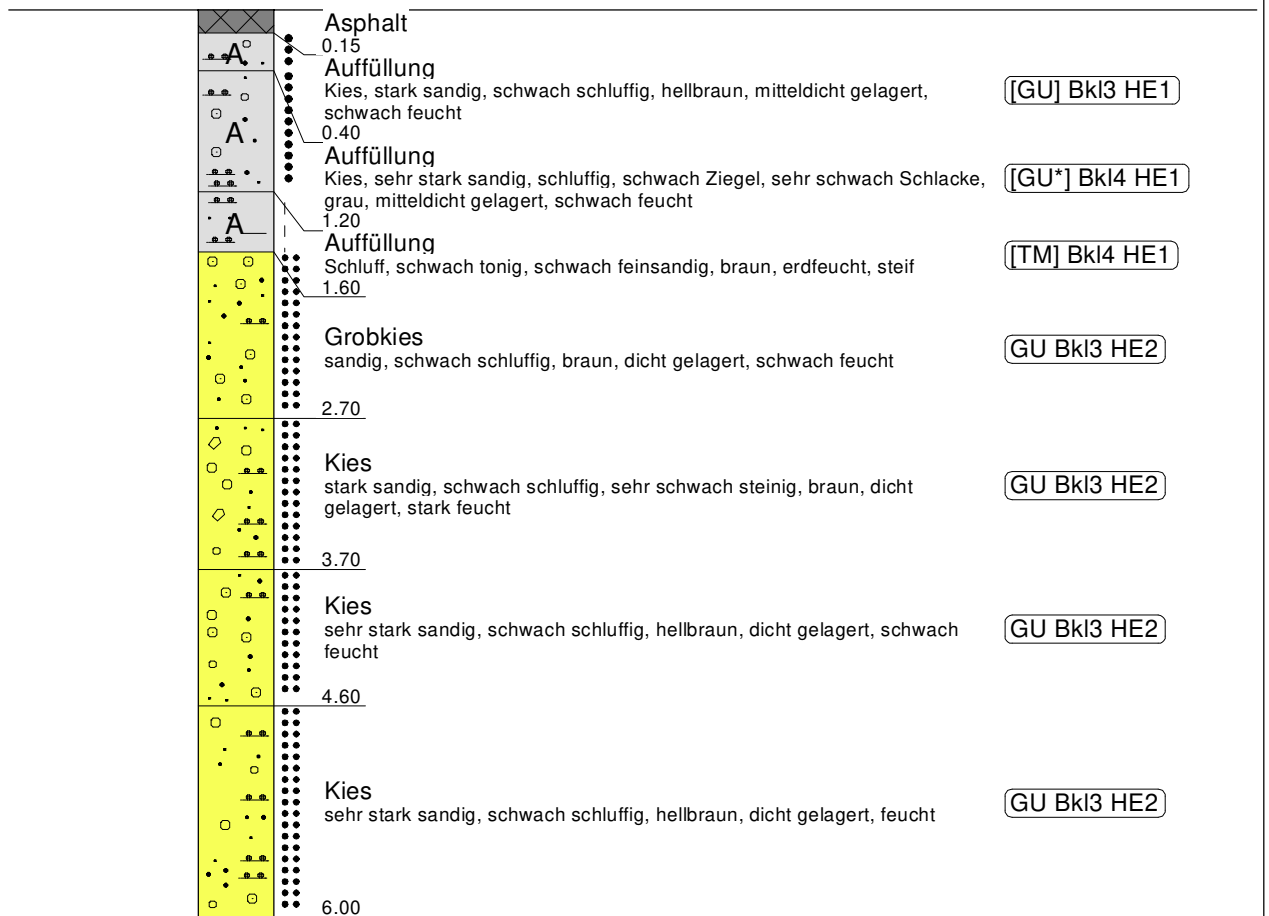 Asphalt
0.15
A
Auffüllung
Kies, stark sandig, schwach schluffig, hellbraun, mitteldicht gelagert,
schwach feucht
[GU] Bkl3 HE1
0.40
A
Auffüllung
Kies, sehr stark sandig, schluffig, schwach Ziegel, sehr schwach Schlacke,
grau, mitteldicht gelagert, schwach feucht
[GU*] Bkl4 HE1
1.20
A
Auffüllung
Schluff, schwach tonig, schwach feinsandig, braun, erdfeucht, steif
[TM] Bkl4 HE1
1.60
Grobkies
sandig, schwach schluffig, braun, dicht gelagert, schwach feucht
GU Bkl3 HE2
2.70
Kies
stark sandig, schwach schluffig, sehr schwach steinig, braun, dicht
gelagert, stark feucht
GU Bkl3 HE2
3.70
Kies
sehr stark sandig, schwach schluffig, hellbraun, dicht gelagert, schwach
feucht
GU Bkl3 HE2
4.60
Kies
sehr stark sandig, schwach schluffig, hellbraun, dicht gelagert, feucht
GU Bkl3 HE2
6.00